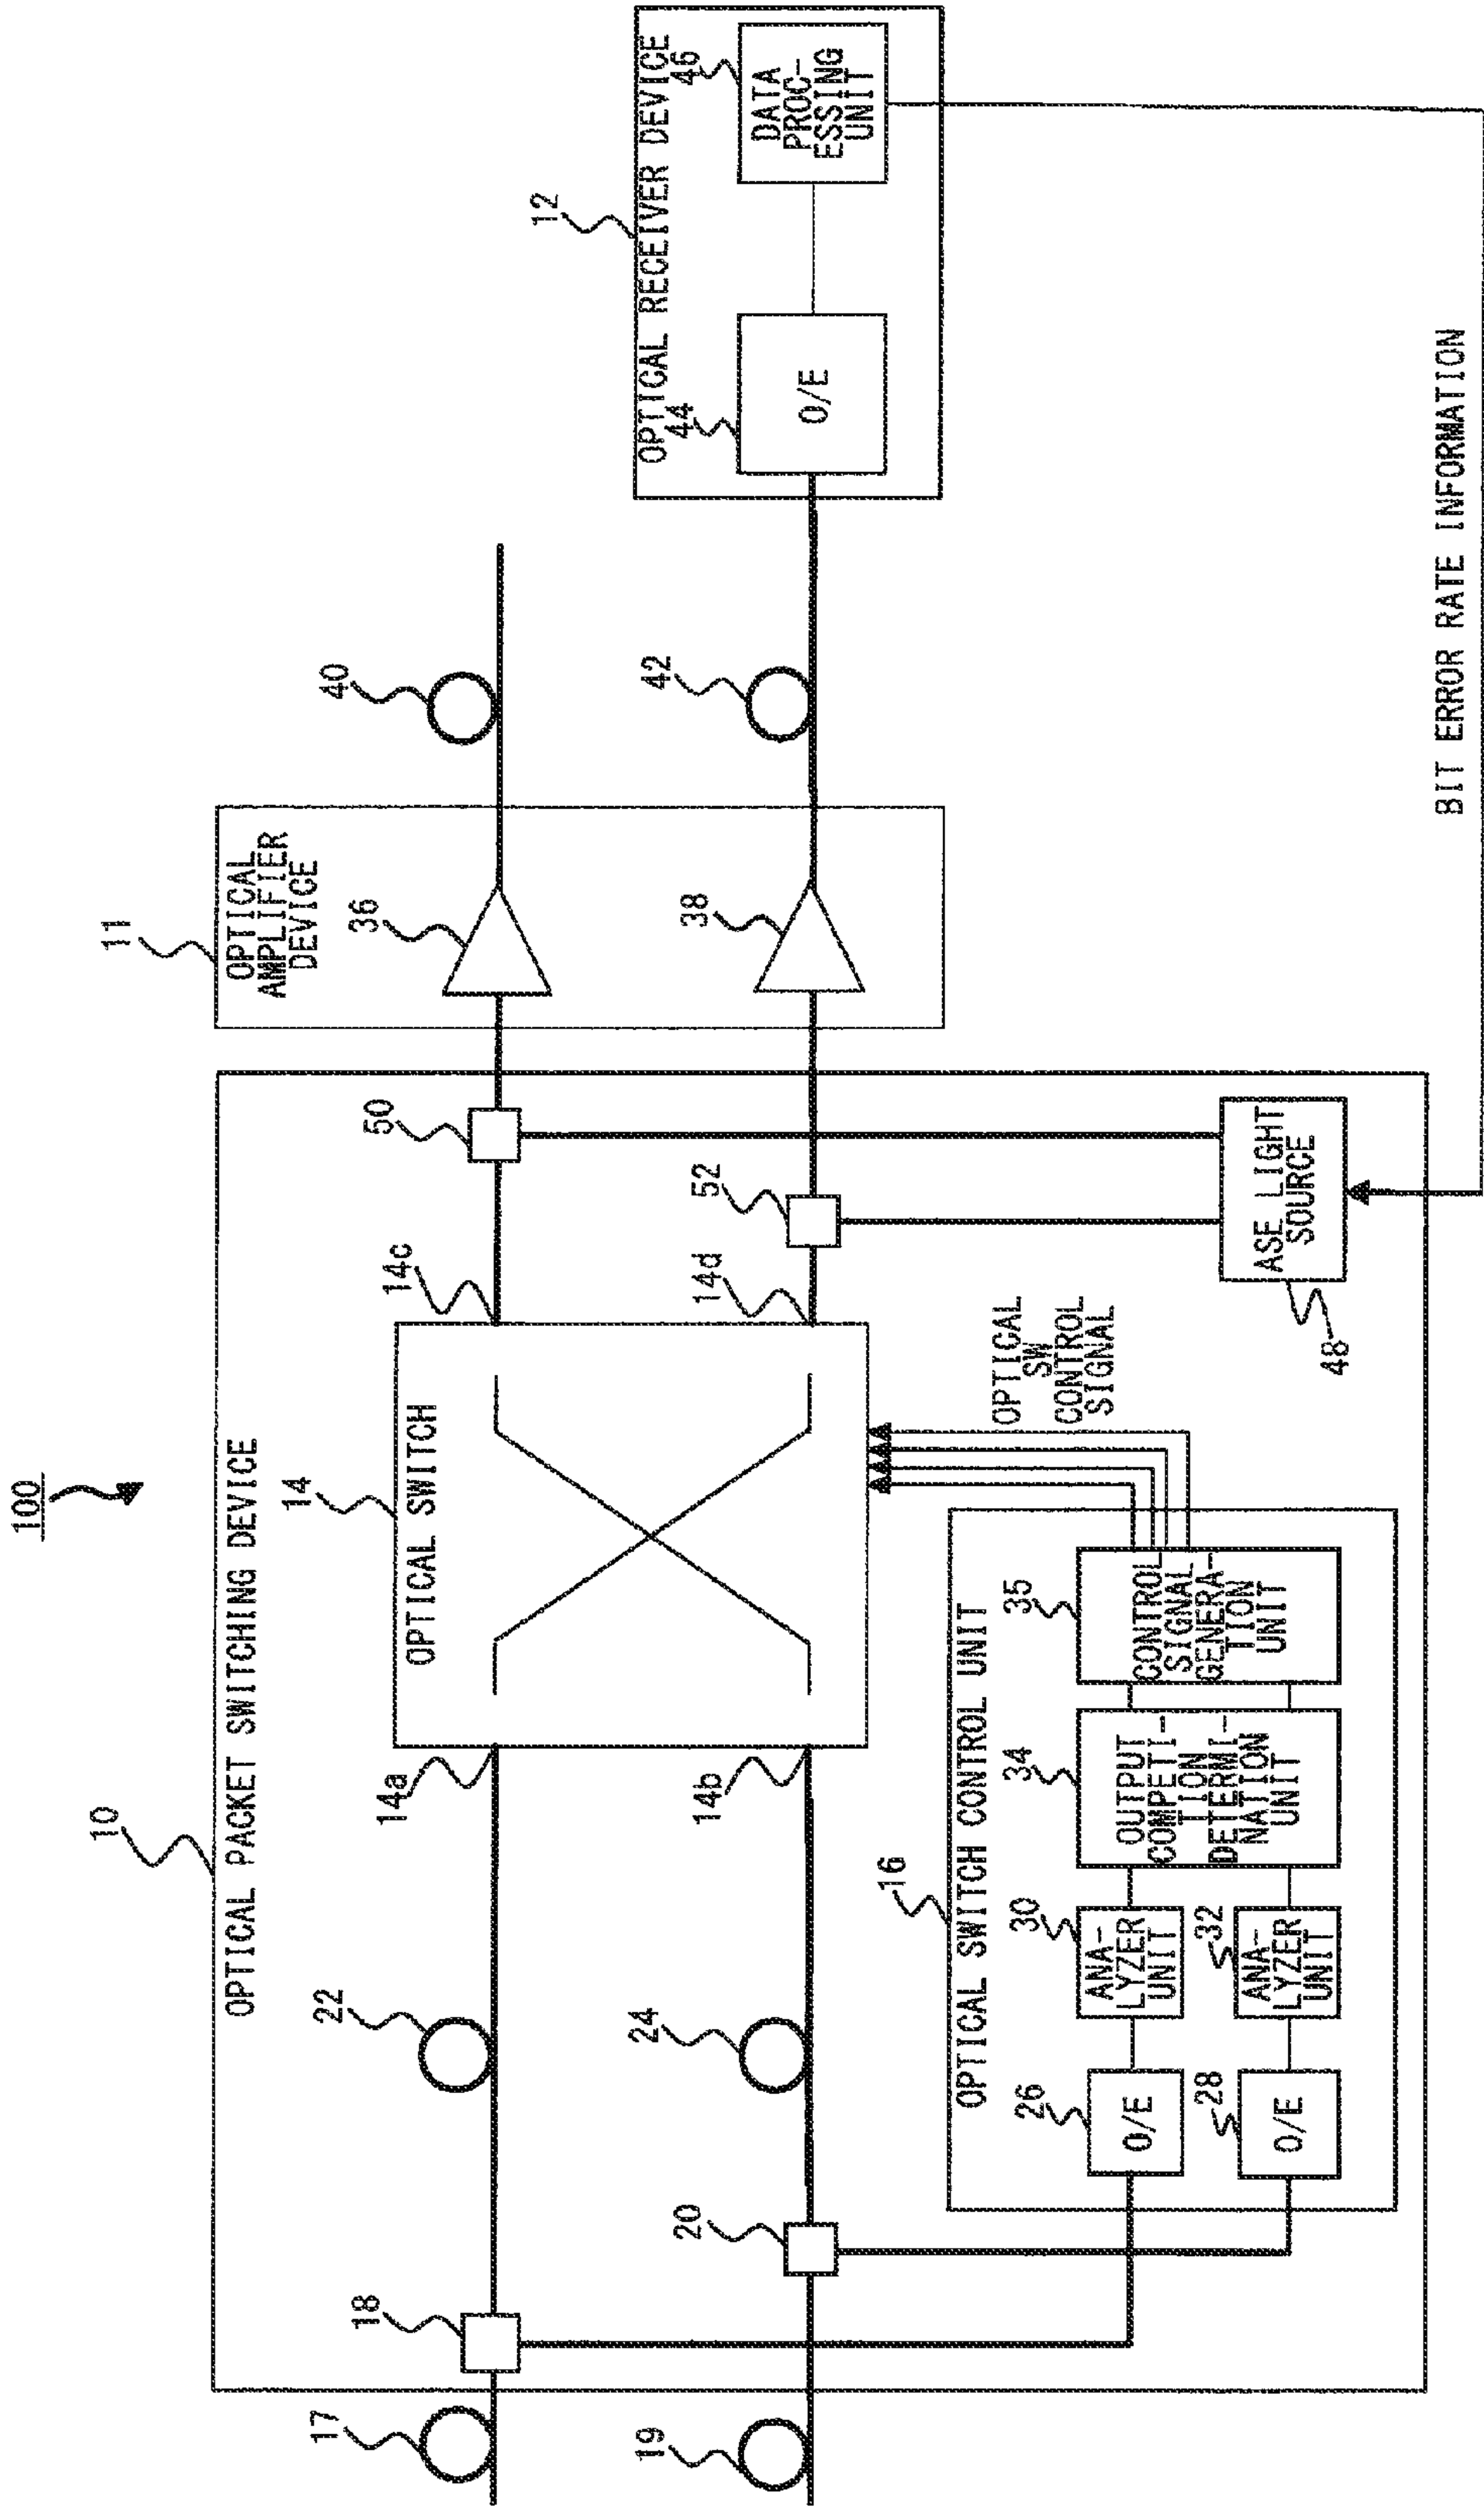 100
10
OPTICAL PACKET SWITCHING DEVICE
17
18
22
14a
14
OPTICAL SWITCH
14c
50
11
OPTICAL
AMPLIFIER
DEVICE
36
40
19
20
24
14b
14d
52
38
42
12
OPTICAL RECEIVER DEVICE
44
O/E
46
DATA
PROC-
ESSING
UNIT
16
OPTICAL SWITCH CONTROL UNIT
26
O/E
30
ANA-
LYZER
UNIT
28
O/E
32
ANA-
LYZER
UNIT
34
OUTPUT
COMPETI-
TION
DETERMI-
NATION
UNIT
35
CONTROL
SIGNAL
GENERA-
TION
UNIT
OPTICAL
SW
CONTROL
SIGNAL
48
ASE LIGHT
SOURCE
BIT ERROR RATE INFORMATION